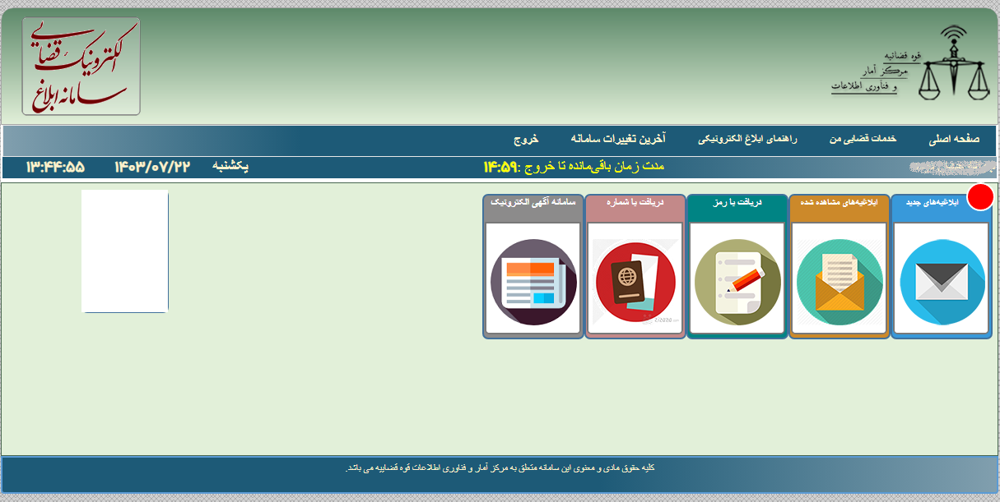 الکترونیک قضایی
سامانه ابلاغ
قوه قضائیه
مرکز آمار
و فنآوری اطلاعات
صفحه اصلی
خدمات قضایی من
راهنمای ابلاغ الکترونیکی
آخرین تغییرات سامانه
خروج
مدت زمان باقی‌مانده تا خروج :۱۴:۵۹
یکشنبه ۱۴۰۳/۰۷/۲۲ ۱۳:۴۴:۵۵
ابلاغیه‌های جدید
ابلاغیه‌های مشاهده شده
دریافت با رمز
دریافت با شماره
سامانه آگهی الکترونیک
کلیه حقوق مادی و معنوی این سامانه متعلق به مرکز آمار و فناوری اطلاعات قوه قضاییه می باشد.